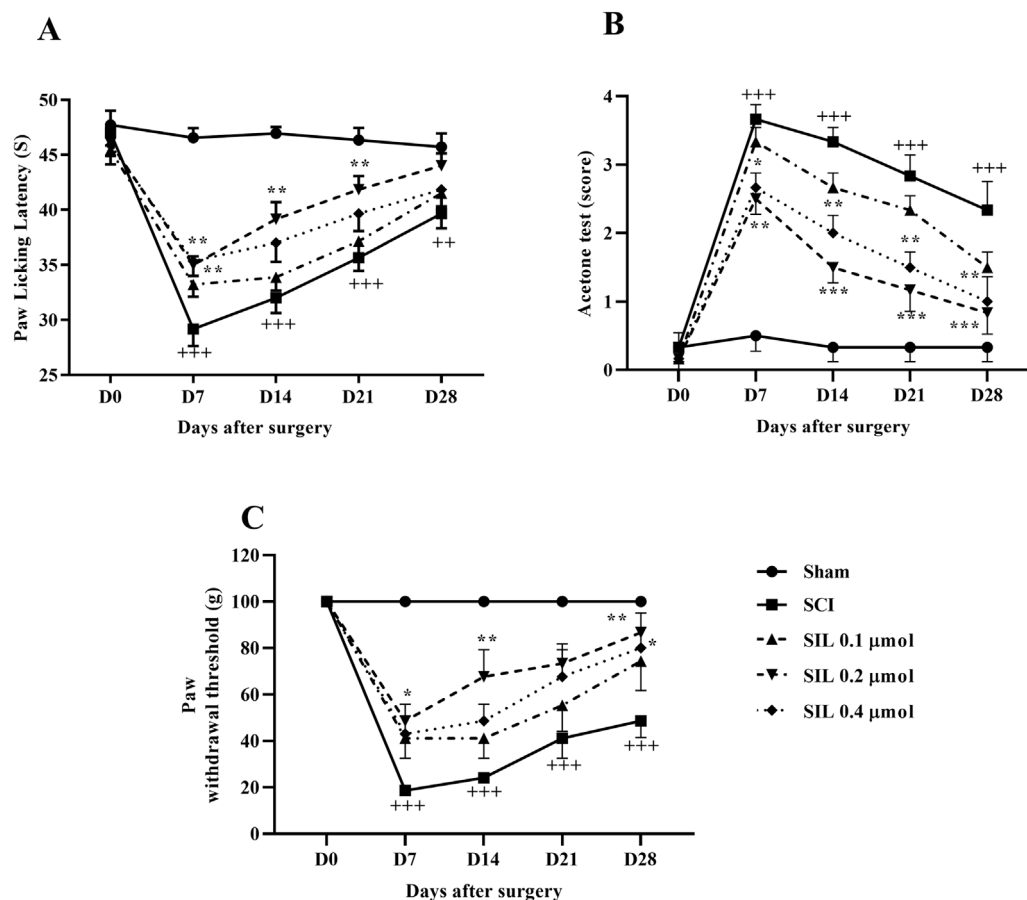 A
Paw Licking Latency (S)
50
45
40
35
30
25
**
**
**
**
+++
+++
+++
++
D0 D7 D14 D21 D28
Days after surgery
B
Acetone test (score)
4
3
2
1
0
+++
+++
+++
+++
*
**
**
**
**
***
***
***
D0 D7 D14 D21 D28
Days after surgery
C
Paw
withdrawal threshold (g)
120
100
80
60
40
20
0
*
**
**
*
+++
+++
+++
+++
D0 D7 D14 D21 D28
Days after surgery
Sham
SCI
SIL 0.1 μmol
SIL 0.2 μmol
SIL 0.4 μmol